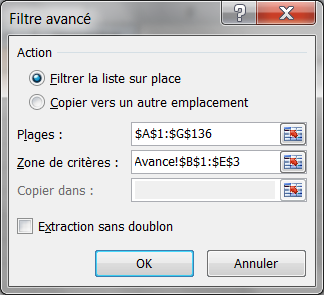 Filtre avancé
Action
Filtrer la liste sur place
Copier vers un autre emplacement
Plages : $A$1:$G$136
Zone de critères : Avance!$B$1:$E$3
Copier dans :
Extraction sans doublon
OK Annuler